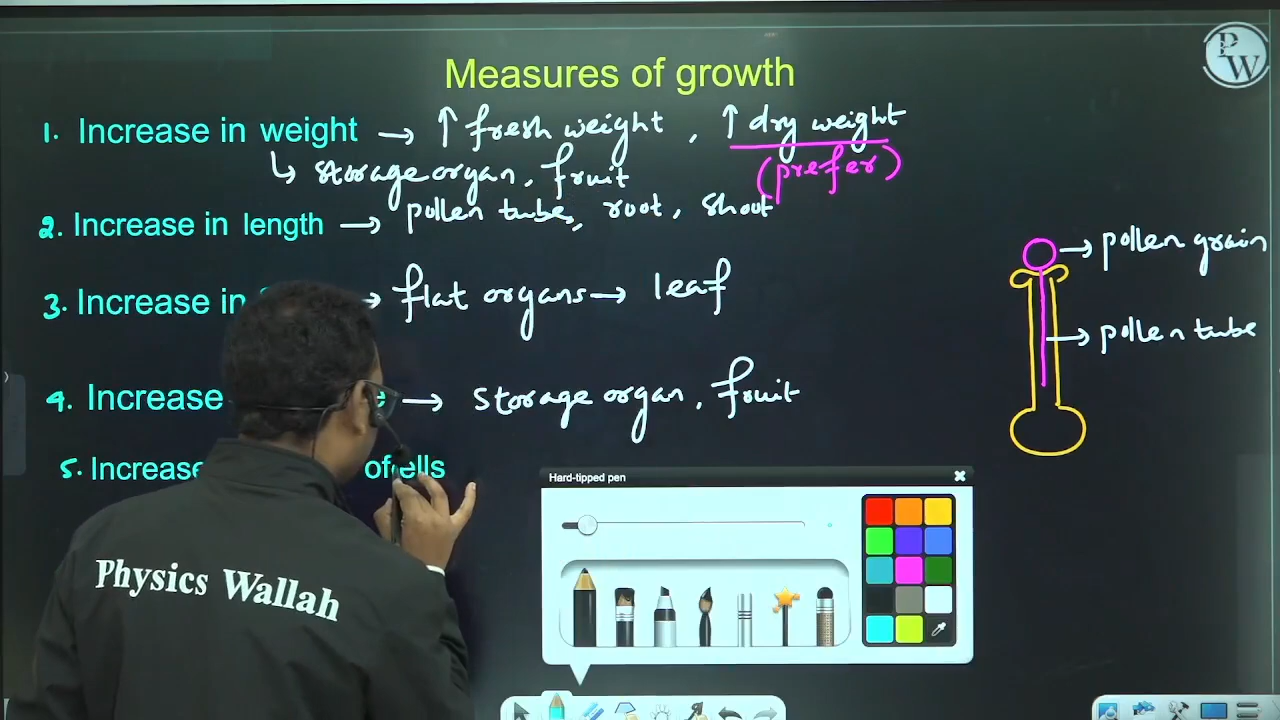 Measures of growth
PW
1. Increase in weight → ↑ fresh weight, ↑ dry weight
↳ storage organ, fruit (prefer)
2. Increase in length → pollen tube, root, shoot
pollen grain
3. Increase in → flat organs → leaf
pollen tube
4. Increase → storage organ, fruit
5. Increase of ells
Hard-tipped pen
Physics Wallah